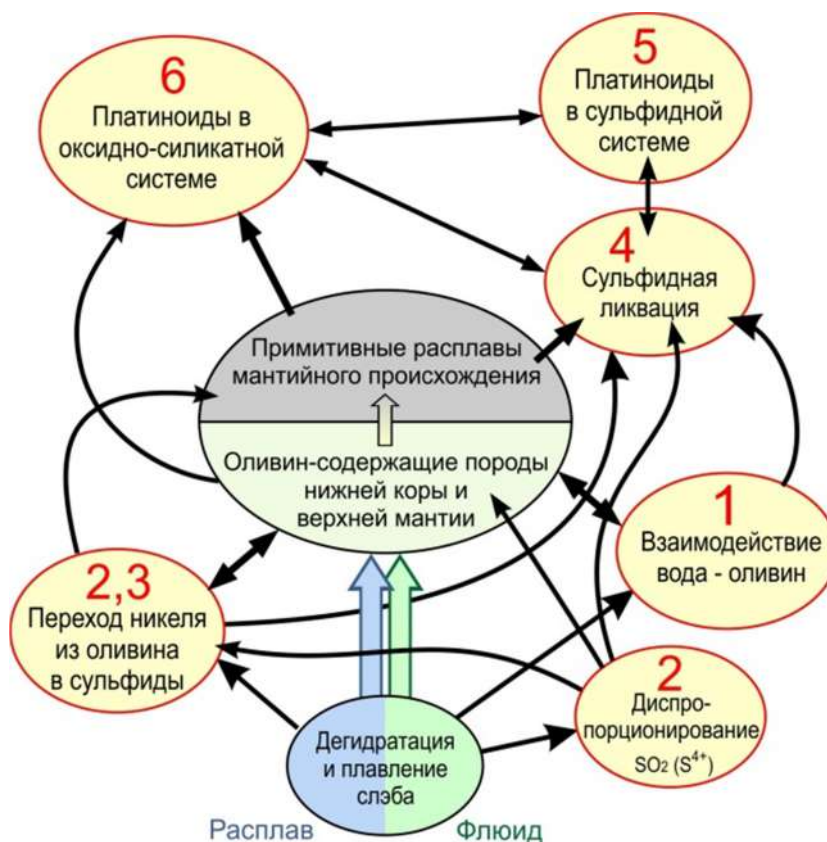 6
Платиноиды в
оксидно-силикатной
системе
5
Платиноиды
в сульфидной
системе
4
Сульфидная
ликвация
Примитивные расплавы
мантийного происхождения
Оливин-содержащие породы
нижней коры и
верхней мантии
1
Взаимодействие
вода - оливин
2,3
Переход никеля
из оливина
в сульфиды
2
Диспро-
порционирование
SO₂ (S⁴⁺)
Дегидратация
и плавление
слэба
Расплав
Флюид